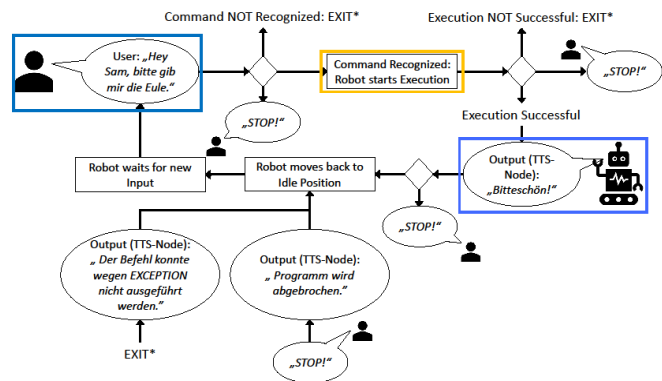 Command NOT Recognized: EXIT*
Execution NOT Successful: EXIT*
User: „Hey
Sam, bitte gib
mir die Eule.“
Command Recognized:
Robot starts Execution
„STOP!“
„STOP!“
Execution Successful
Robot waits for new
Input
Robot moves back to
Idle Position
Output (TTS-
Node):
„Bitteschön!“
„STOP!“
Output (TTS-Node):
„ Der Befehl konnte
wegen EXCEPTION
nicht ausgeführt
werden.”
Output (TTS-Node):
„ Programm wird
abgebrochen.”
EXIT*
„STOP!“